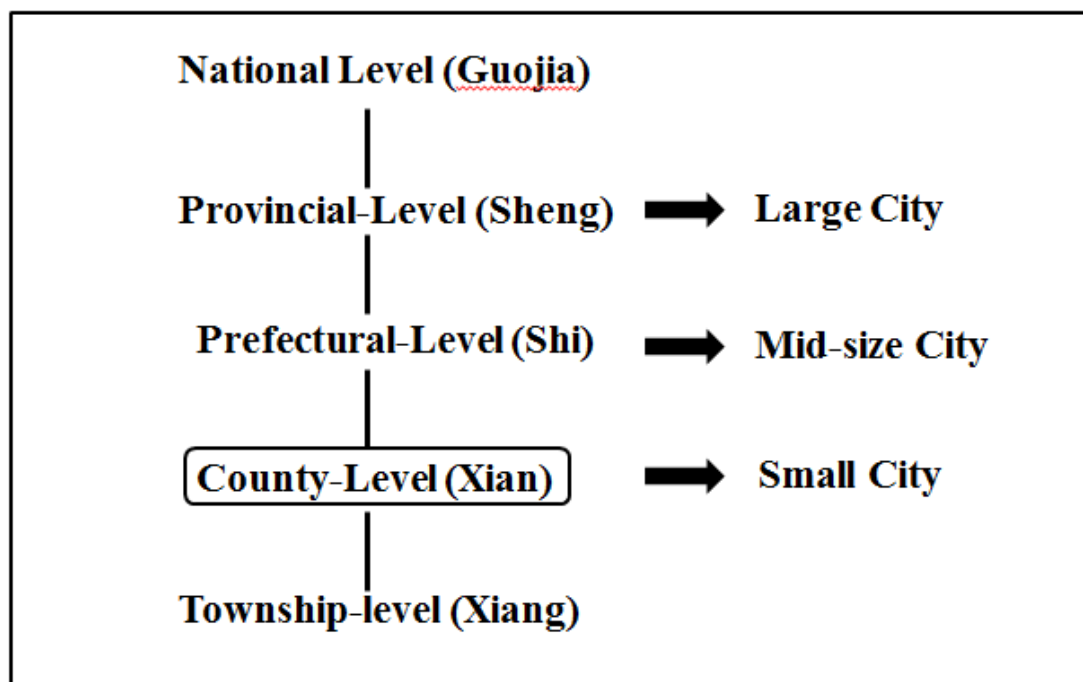 National Level (Guojia)
Provincial-Level (Sheng) Large City
Prefectural-Level (Shi) Mid-size City
County-Level (Xian) Small City
Township-level (Xiang)